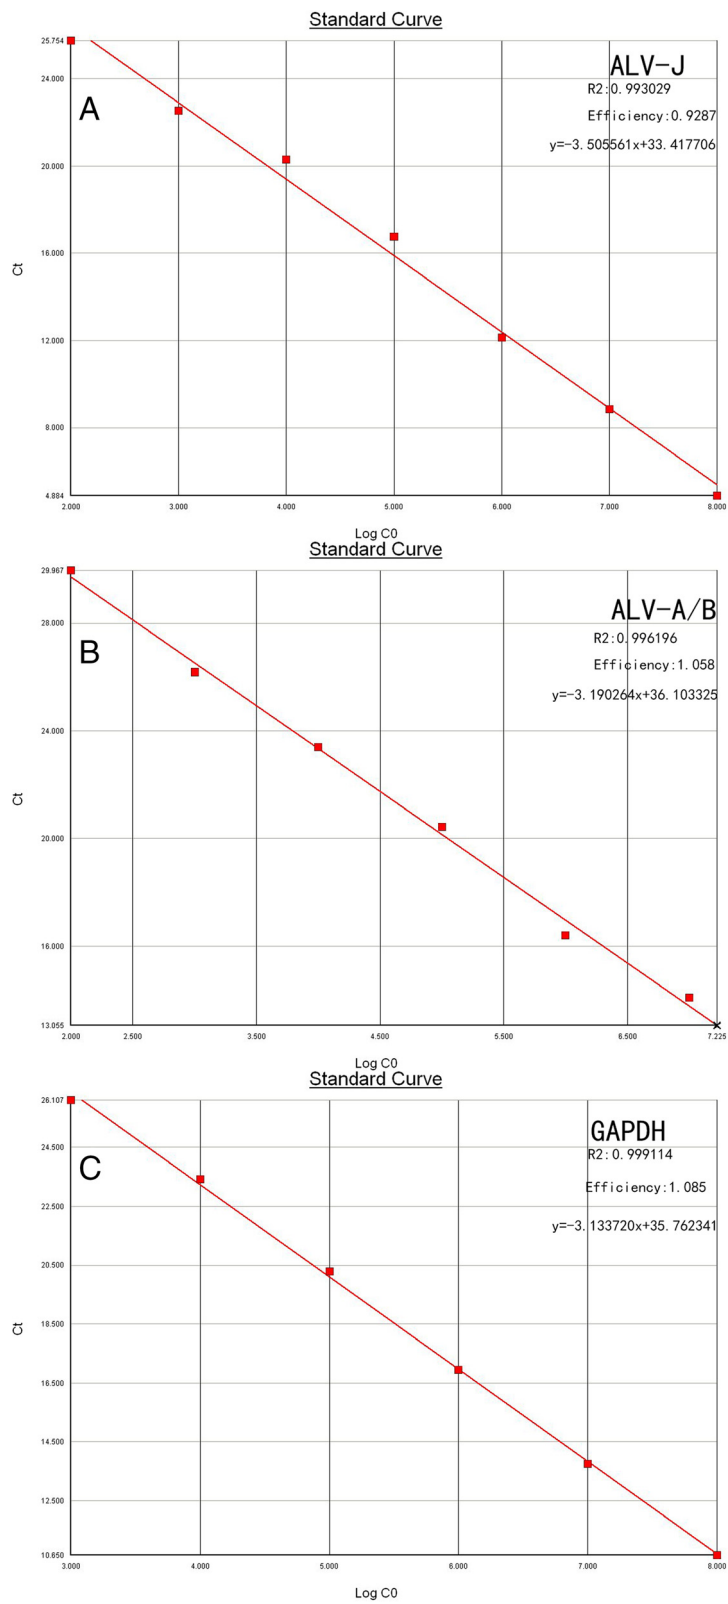 Standard Curve
25.754
ALV-J
24.000
R2:0.993029
A
Efficiency:0.9287
y=-3.505561x+33.417706
20.000
16.000
Ct
12.000
8.000
4.884
2.000 3.000 4.000 5.000 6.000 7.000 8.000
Log C0
Standard Curve
29.967
ALV-A/B
28.000
R2:0.996196
B
Efficiency:1.058
y=-3.190264x+36.103325
24.000
Ct
20.000
16.000
13.055
2.000 2.500 3.500 4.500 5.500 6.500 7.225
Log C0
Standard Curve
26.107
GAPDH
24.500
R2:0.999114
C
Efficiency:1.085
22.500
y=-3.133720x+35.762341
20.500
18.500
Ct
16.500
14.500
12.500
10.650
3.000 4.000 5.000 6.000 7.000 8.000
Log C0